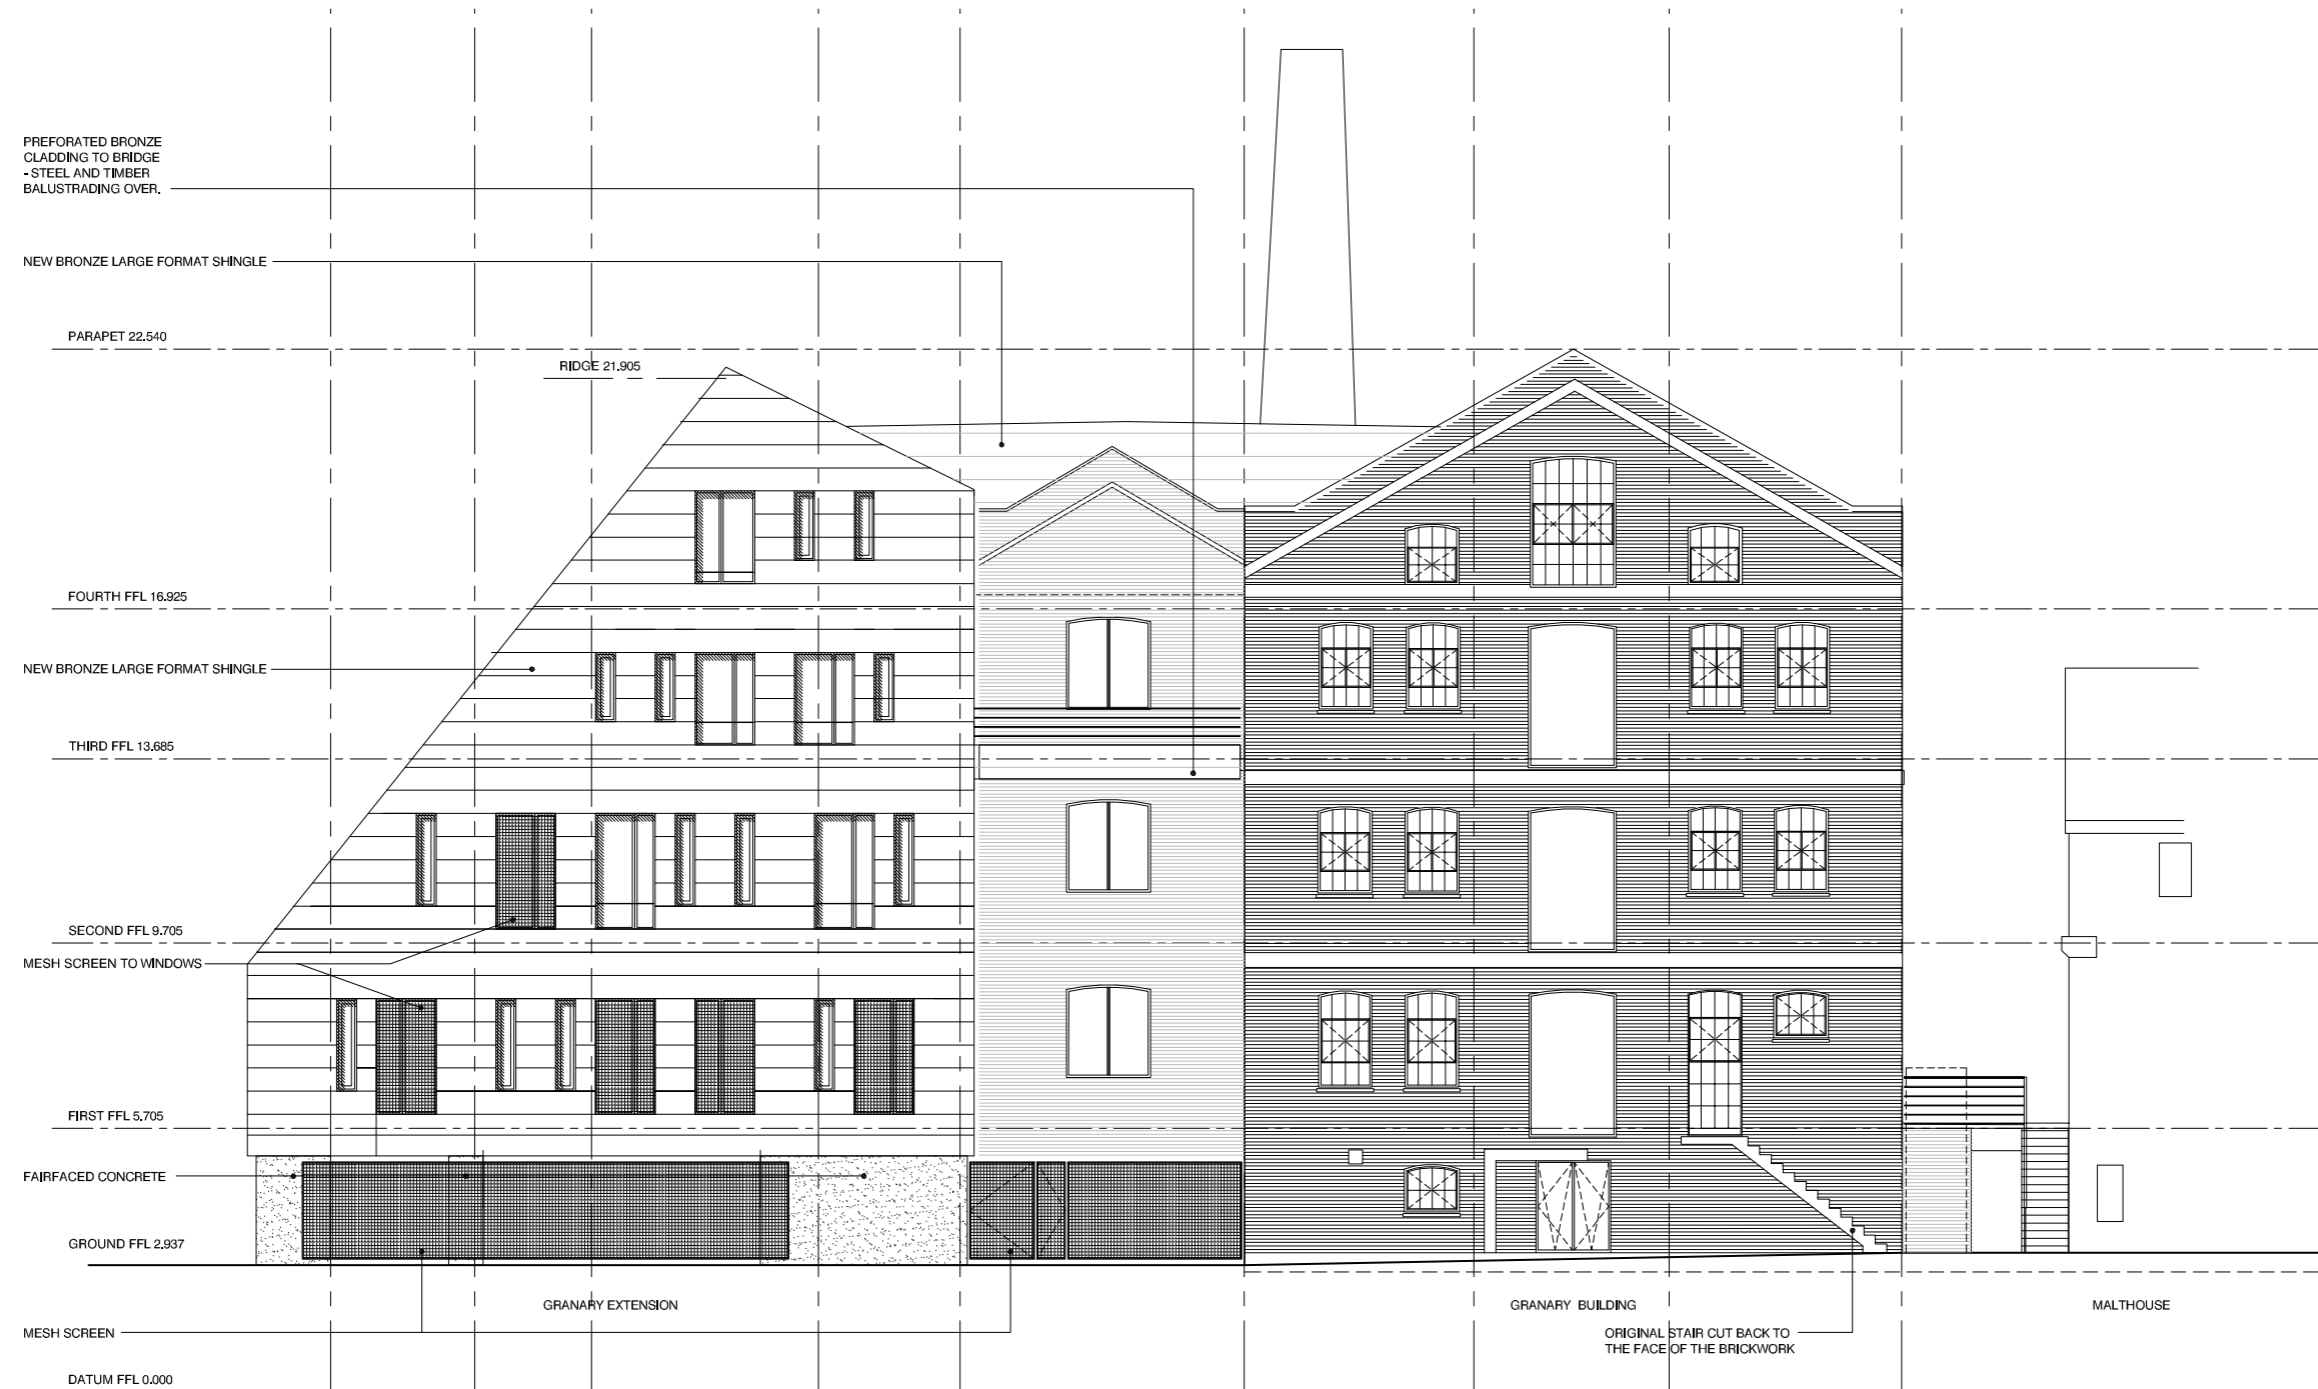 PREFORATED BRONZE
CLADDING TO BRIDGE
- STEEL AND TIMBER
BALUSTRADING OVER.
NEW BRONZE LARGE FORMAT SHINGLE
PARAPET 22.540
RIDGE 21.905
FOURTH FFL 16.925
NEW BRONZE LARGE FORMAT SHINGLE
THIRD FFL 13.685
SECOND FFL 9.705
MESH SCREEN TO WINDOWS
FIRST FFL 5.705
FAIRFACED CONCRETE
GROUND FFL 2.937
GRANARY EXTENSION
GRANARY BUILDING
MALTHOUSE
MESH SCREEN
ORIGINAL STAIR CUT BACK TO
THE FACE OF THE BRICKWORK
DATUM FFL 0.000